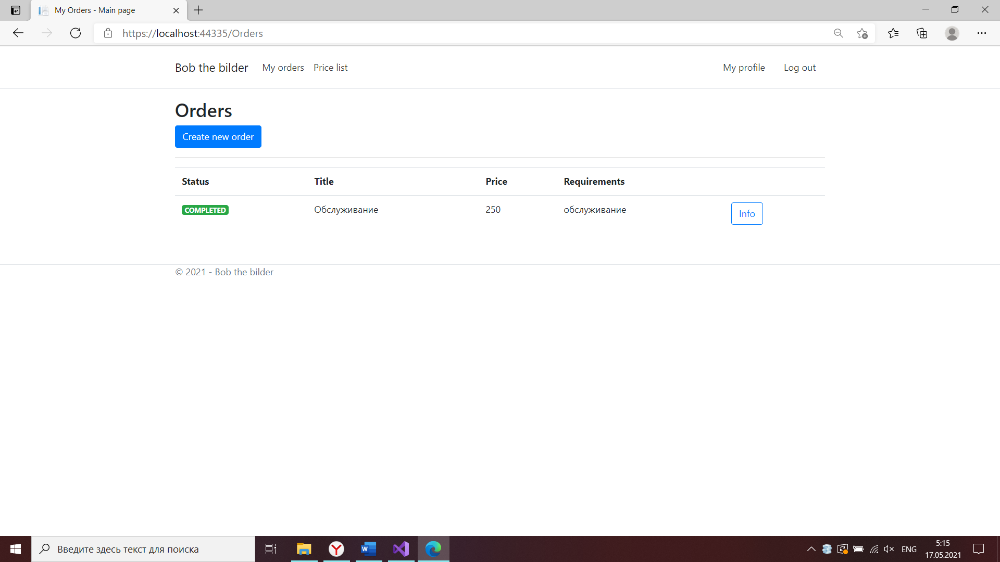 My Orders - Main page
https://localhost:44335/Orders
Bob the bilder My orders Price list My profile Log out
Orders
Create new order
Status Title Price Requirements
COMPLETED Обслуживание 250 обслуживание Info
© 2021 - Bob the bilder
Введите здесь текст для поиска ENG 5:15
17.05.2021